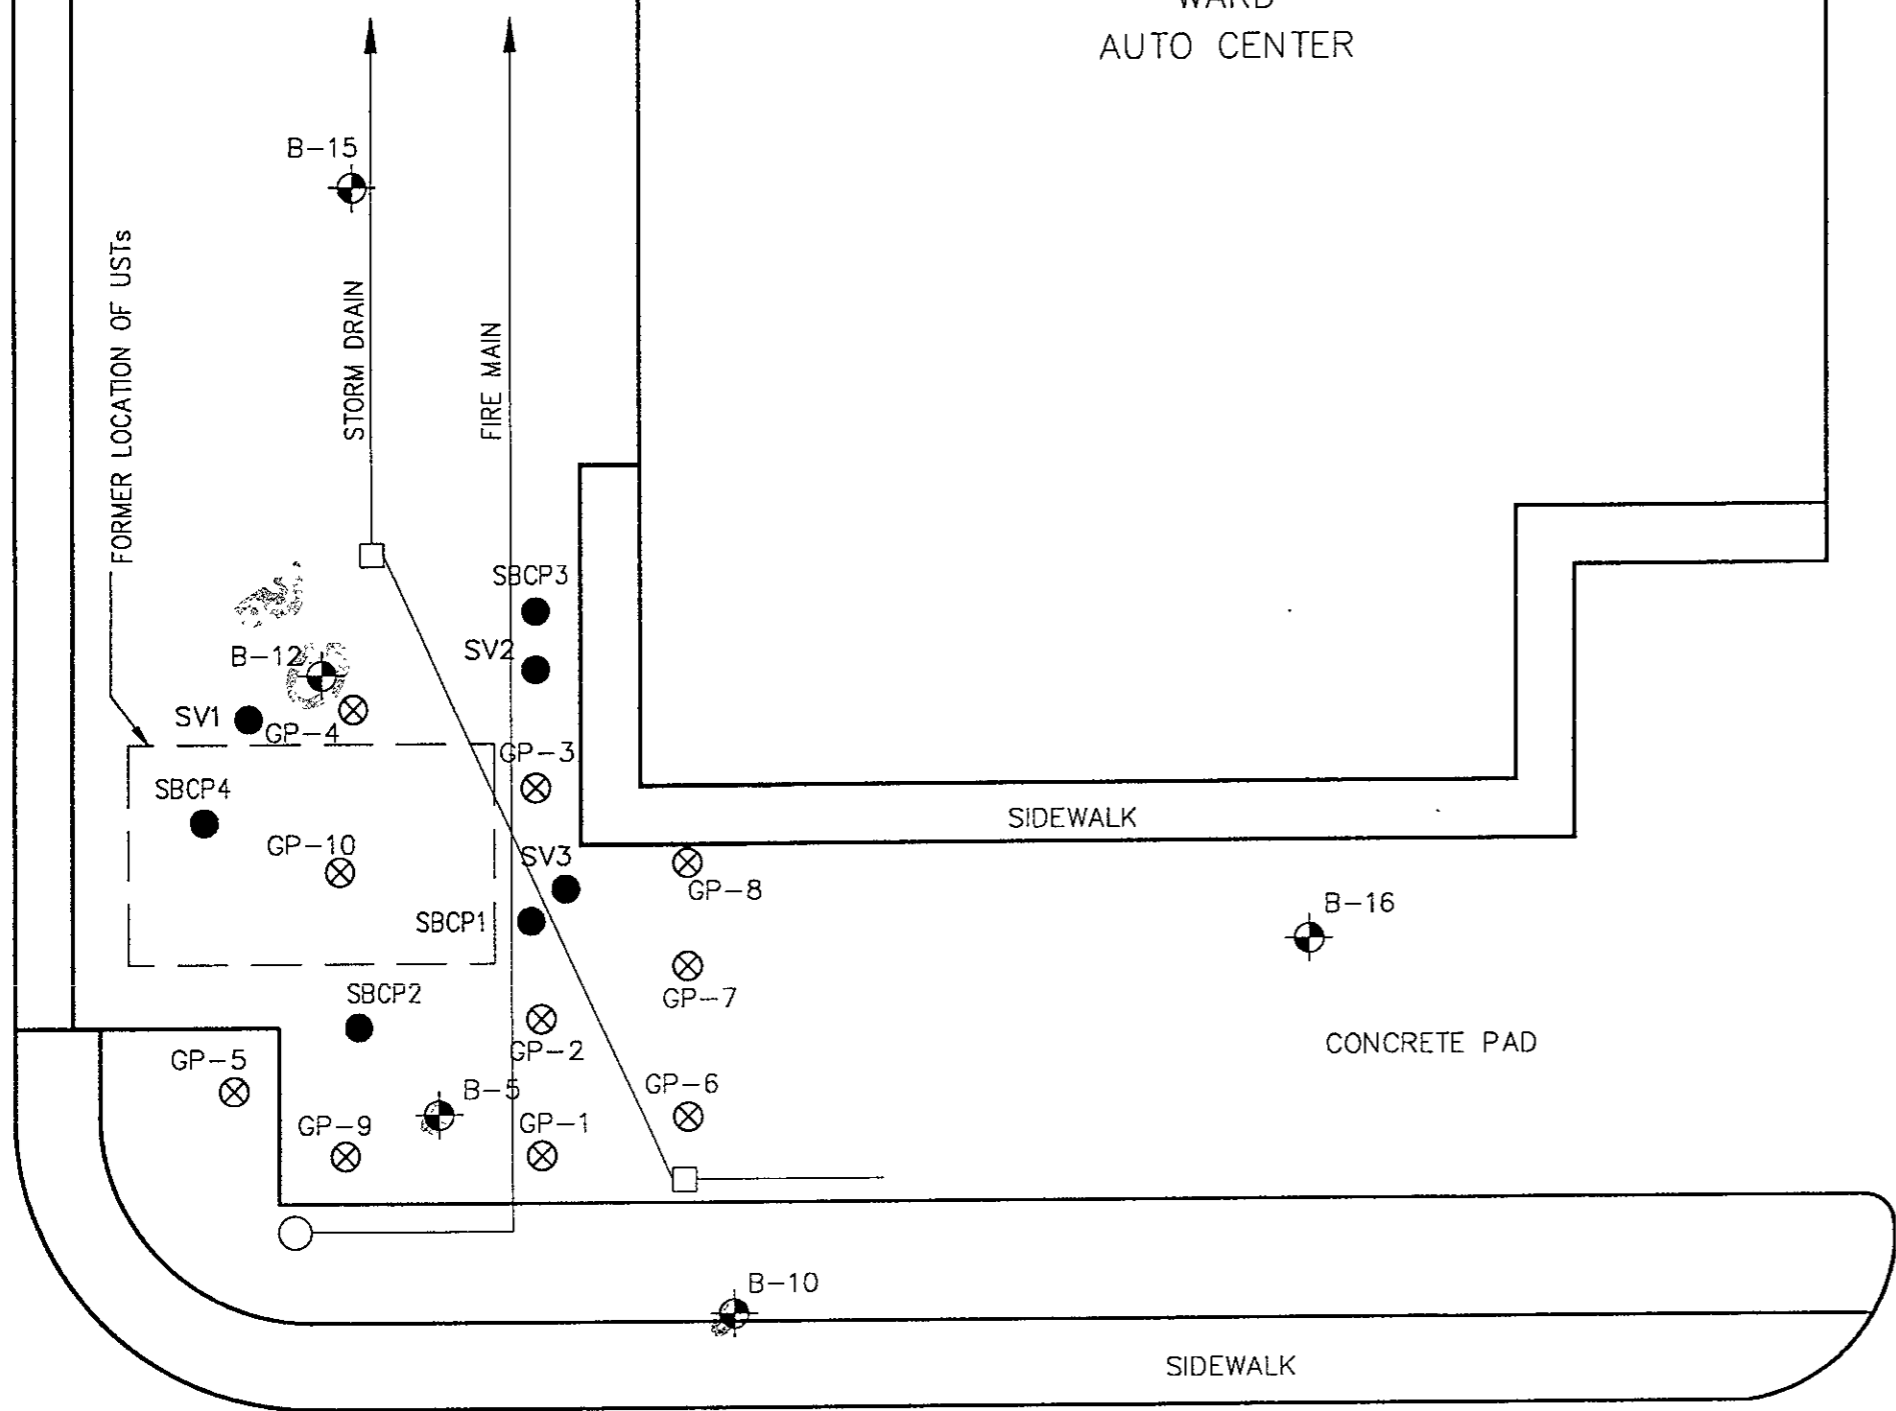 WARD
AUTO CENTER
B-15
FORMER LOCATION OF USTs
STORM DRAIN
FIRE MAIN
SBCP3
B-12
SV2
SV1
GP-4
GP-3
SBCP4
SIDEWALK
GP-10
SV3
GP-8
B-16
SBCP1
SBCP2
GP-7
CONCRETE PAD
GP-2
GP-5
GP-6
B-5
GP-9
GP-1
B-10
SIDEWALK